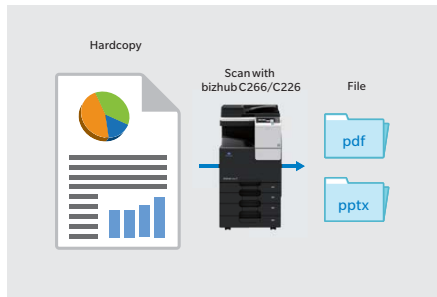 Hardcopy
Scan with
bizhub C266/C226
File
pdf
pptx